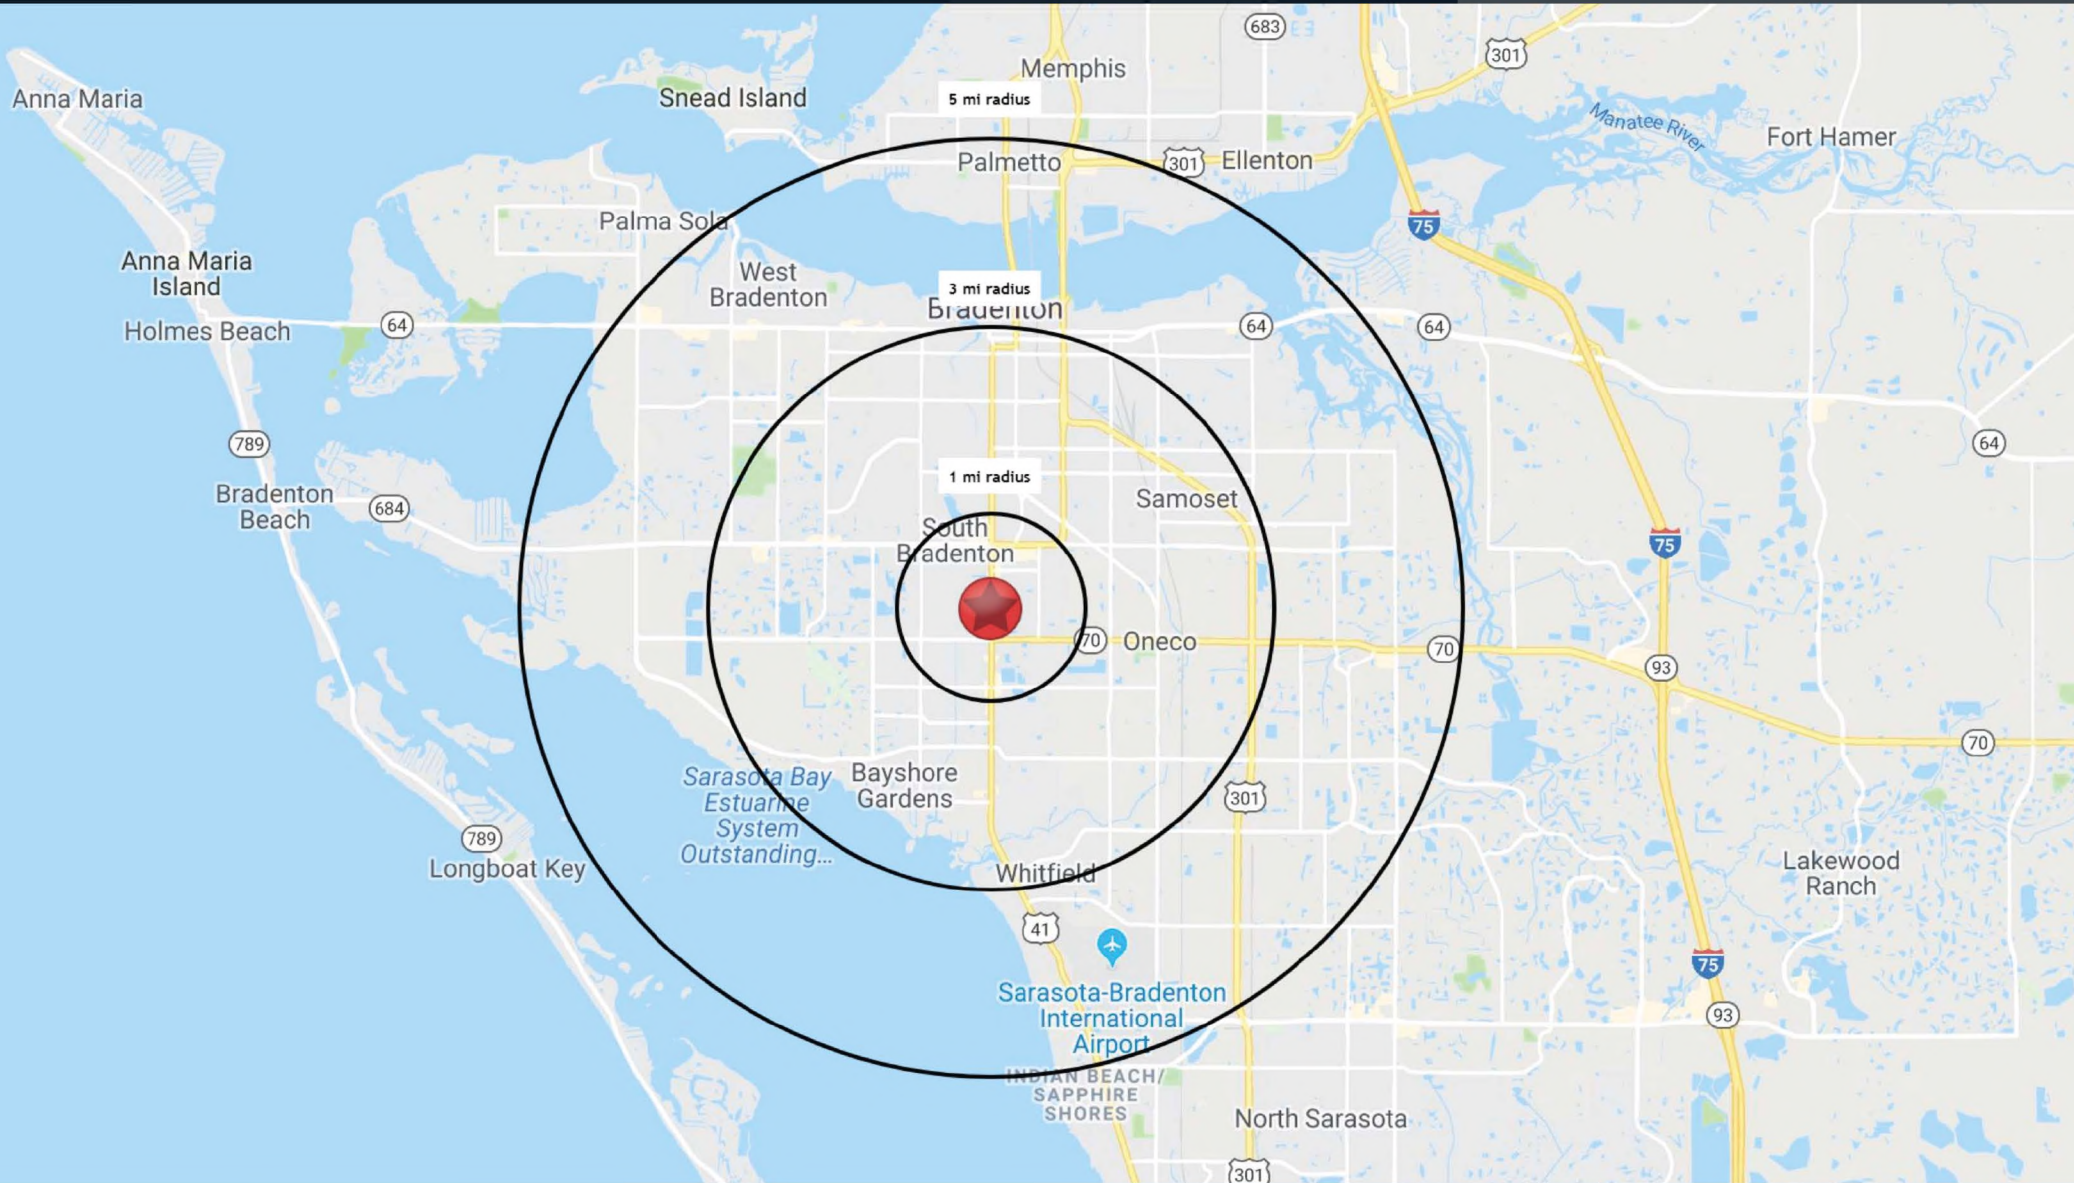 683
301
Memphis
Anna Maria
Snead Island
5 mi radius
Manatee River
Fort Hamer
Palmetto
301
Ellenton
Palma Sola
75
Anna Maria
Island
West
Bradenton
3 mi radius
Bradenton
Holmes Beach
64
64
64
789
64
1 mi radius
Bradenton
Beach
684
Samoset
South
Bradenton
75
70
Oneco
70
93
70
Sarasota Bay
Estuarine
System
Outstanding...
Bayshore
Gardens
301
789
Longboat Key
Whitfield
Lakewood
Ranch
41
75
Sarasota-Bradenton
International
Airport
93
INDIAN BEACH/
SAPPHIRE
SHORES
North Sarasota
301